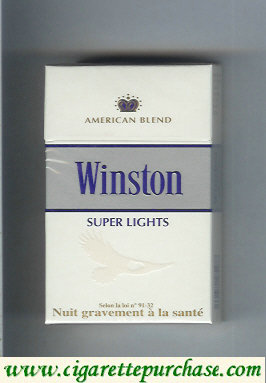 AMERICAN BLEND
Winston
SUPER LIGHTS
Selon la loi n° 91-32
Nuit gravement à la santé
www.cigarettepurchase.com